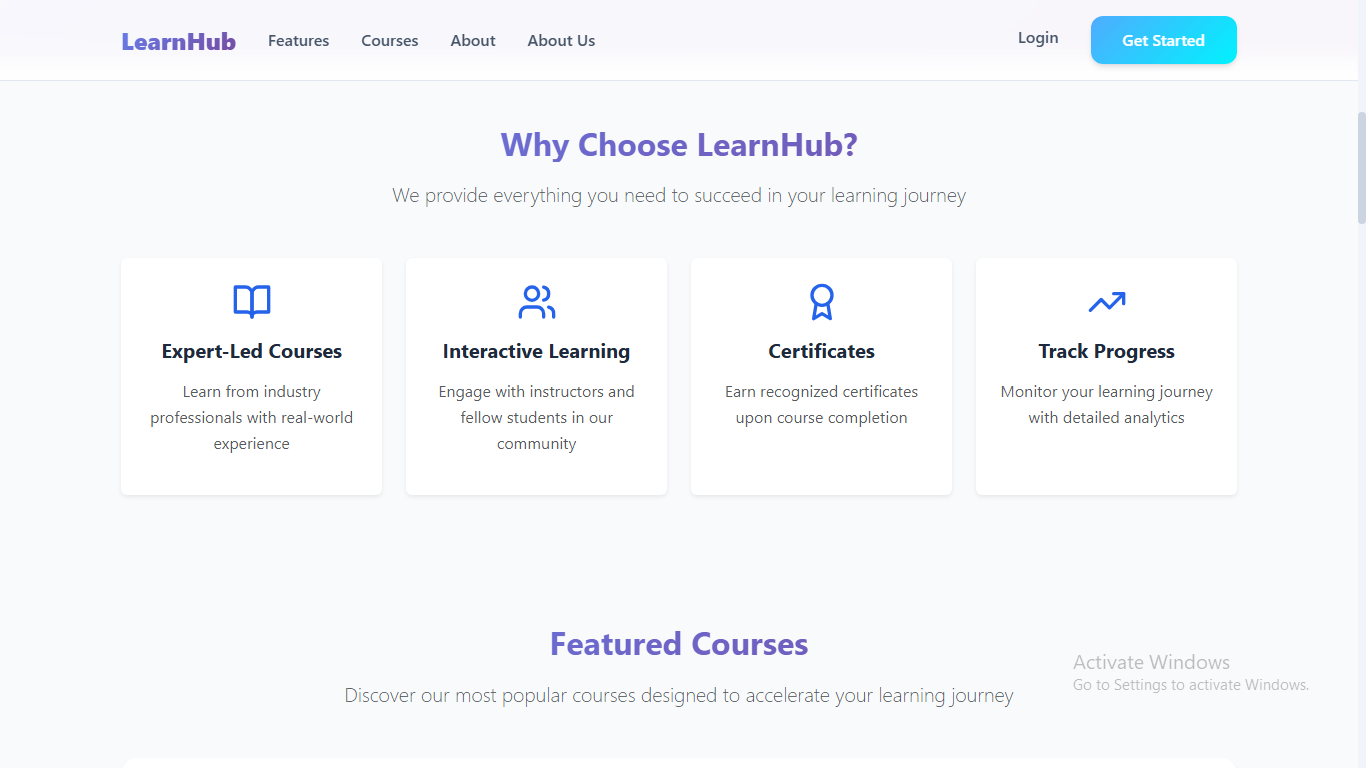 LearnHub Features Courses About About Us Login Get Started
Why Choose LearnHub?
We provide everything you need to succeed in your learning journey
Expert-Led Courses
Learn from industry
professionals with real-world
experience
Interactive Learning
Engage with instructors and
fellow students in our
community
Certificates
Earn recognized certificates
upon course completion
Track Progress
Monitor your learning journey
with detailed analytics
Featured Courses
Discover our most popular courses designed to accelerate your learning journey
Activate Windows
Go to Settings to activate Windows.